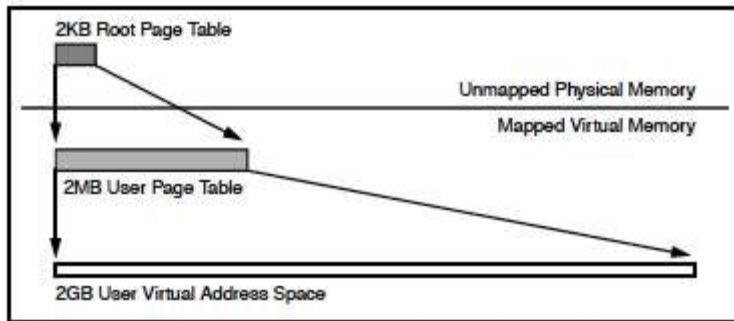 2KB Root Page Table
Unmapped Physical Memory
Mapped Virtual Memory
2MB User Page Table
2GB User Virtual Address Space